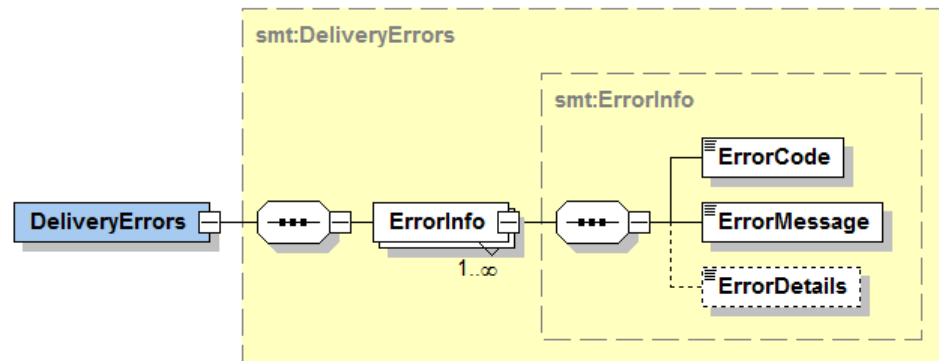 smt:DeliveryErrors
smt:ErrorInfo
ErrorCode
DeliveryErrors
ErrorInfo
ErrorMessage
1..∞
ErrorDetails